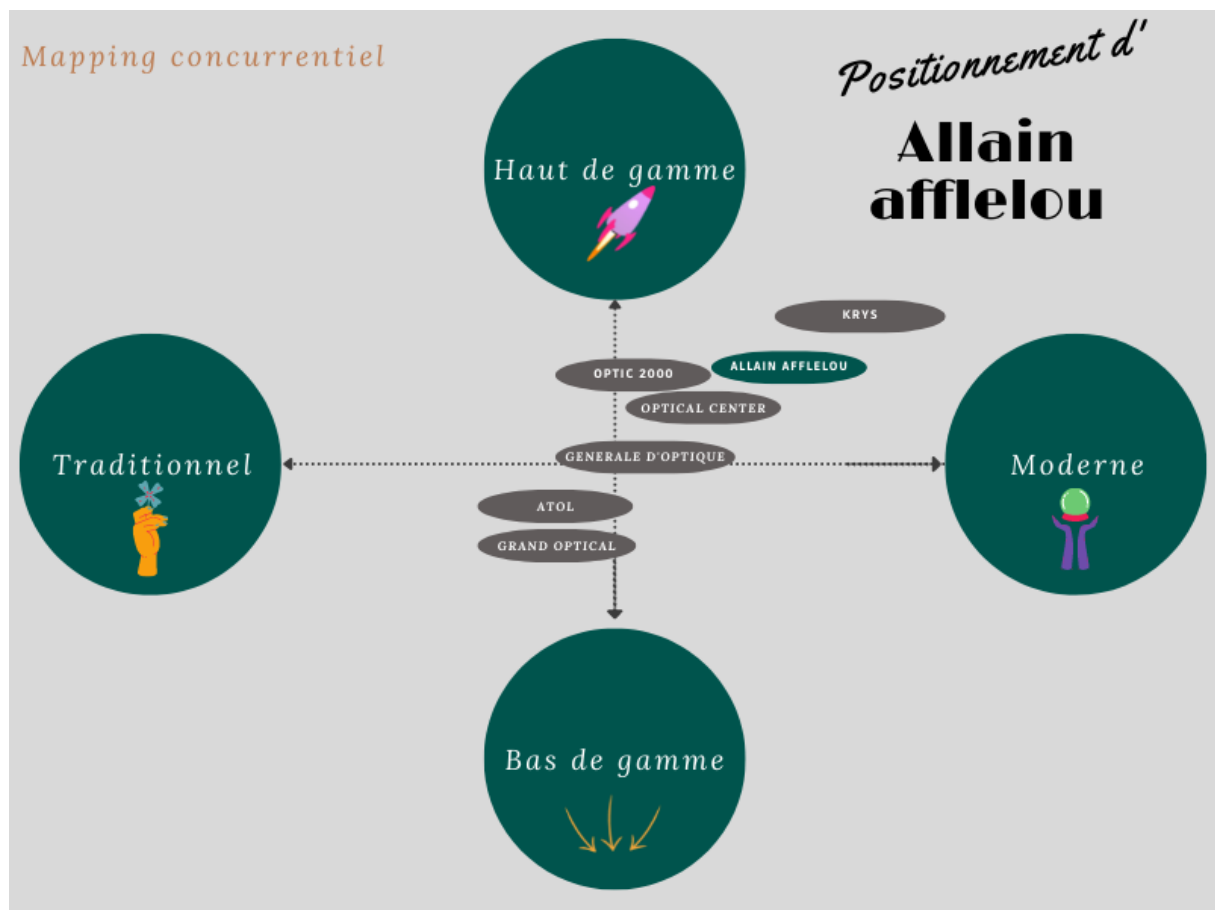 Mapping concurrentiel
Positionnement d'
Allain
afflelou
Haut de gamme
KRYS
ALLAIN AFFLELOU
OPTIC 2000
OPTICAL CENTER
GENERALE D'OPTIQUE
Traditionnel
Moderne
ATOL
GRAND OPTICAL
Bas de gamme